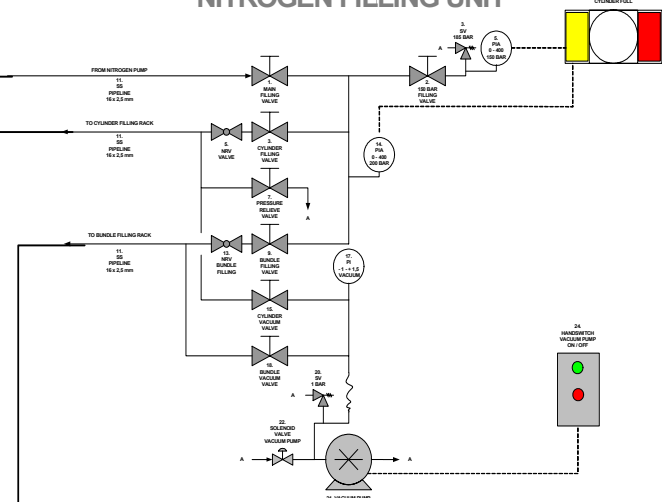 NITROGEN FILLING UNIT
CYLINDER FULL
3.
SV
165 BAR
A
5.
PIA
0 - 400
150 BAR
FROM NITROGEN PUMP
11.
SS
PIPELINE
16 x 2,5 mm
1.
MAIN
FILLING
VALVE
2.
150 BAR
FILLING
VALVE
TO CYLINDER FILLING RACK
11.
SS
PIPELINE
16 x 2,5 mm
5.
NRV
VALVE
3.
CYLINDER
FILLING
VALVE
14.
PIA
0 - 400
200 BAR
7.
PRESSURE
RELIEVE
VALVE
A
TO BUNDLE FILLING RACK
11.
SS
PIPELINE
16 x 2,5 mm
13.
NRV
BUNDLE
FILLING
9.
BUNDLE
FILLING
VALVE
17.
PI
- 1 - + 1,5
VACUUM
15.
CYLINDER
VACUUM
VALVE
18.
BUNDLE
VACUUM
VALVE
24.
HANDSWITCH
VACUUM PUMP
ON / OFF
20.
SV
1 BAR
A
22.
SOLENOID
VALVE
VACUUM PUMP
A
A
VACUUM PUMP